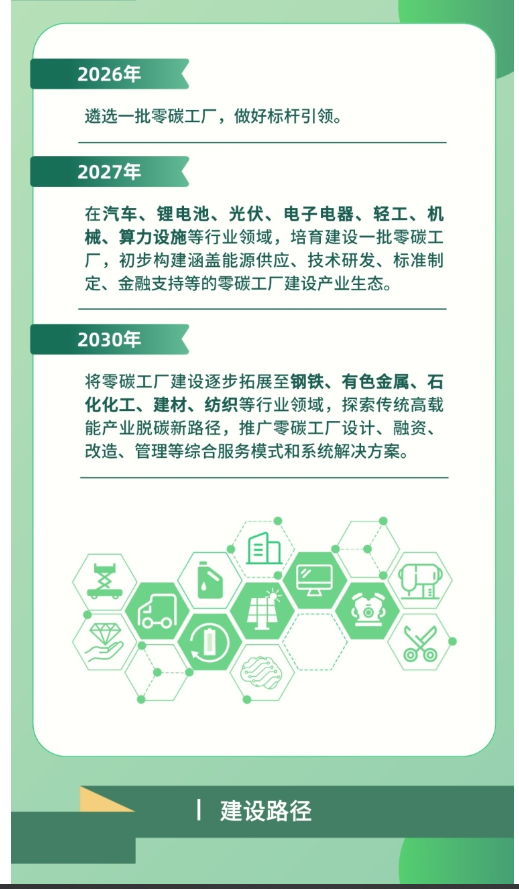 2026年
遴选一批零碳工厂，做好标杆引领。
2027年
在汽车、锂电池、光伏、电子电器、轻工、机
械、算力设施等行业领域，培育建设一批零碳工
厂，初步构建涵盖能源供应、技术研发、标准制
定、金融支持等的零碳工厂建设产业生态。
2030年
将零碳工厂建设逐步拓展至钢铁、有色金属、石
化化工、建材、纺织等行业领域，探索传统高载
能产业脱碳新路径，推广零碳工厂设计、融资、
改造、管理等综合服务模式和系统解决方案。
建设路径